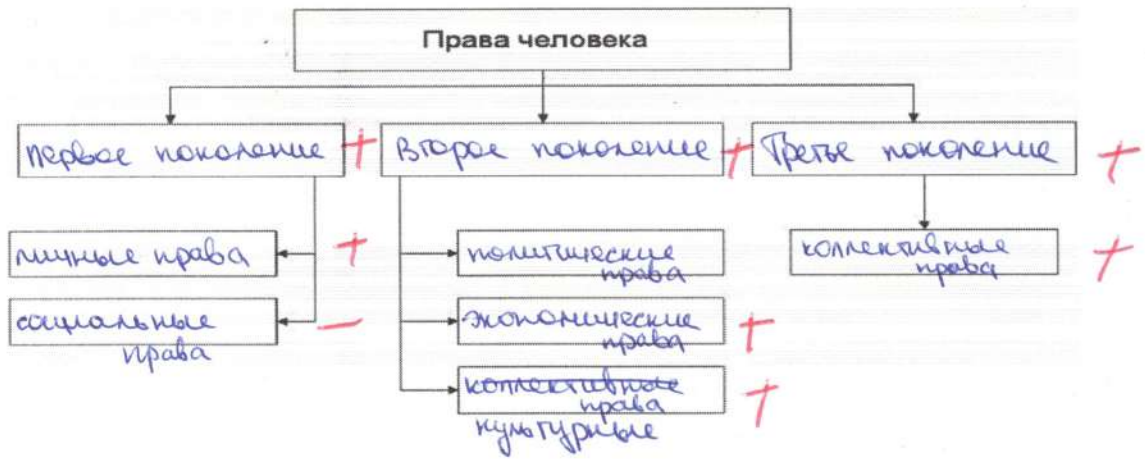 Права человека
первое поколение +
Второе поколение +
Третье поколение +
личные права +
политические
права
коллективные
права +
социальные
права −
экономические
права +
коллективные
права +
культурные